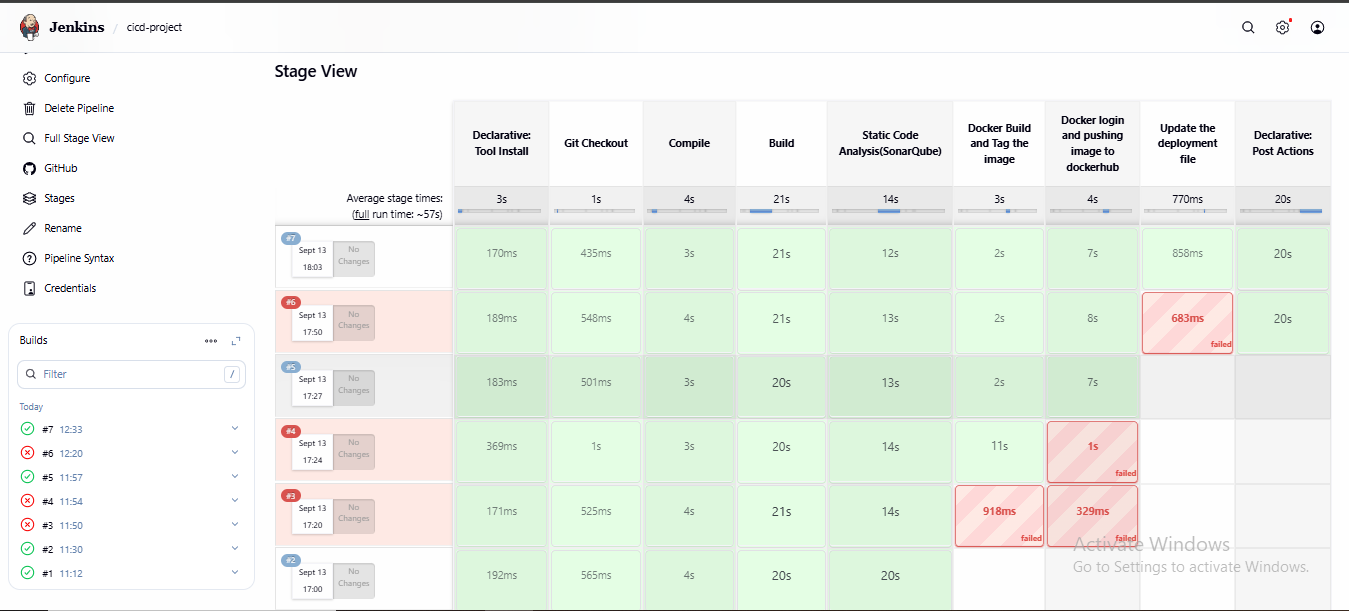 Jenkins / cicd-project
Configure
Delete Pipeline
Full Stage View
GitHub
Stages
Rename
Pipeline Syntax
Credentials
Builds
Filter /
Today
#7 12:33
#6 12:20
#5 11:57
#4 11:54
#3 11:50
#2 11:30
#1 11:12
Stage View
Declarative:
Tool Install
Git Checkout
Compile
Build
Static Code
Analysis(SonarQube)
Docker Build
and Tag the
image
Docker login
and pushing
image to
dockerhub
Update the
deployment
file
Declarative:
Post Actions
Average stage times:
(full run time: ~57s)
3s 1s 4s 21s 14s 3s 4s 770ms 20s
#7
Sept 13
18:03
No
Changes
170ms 435ms 3s 21s 12s 2s 7s 858ms 20s
#6
Sept 13
17:50
No
Changes
189ms 548ms 4s 21s 13s 2s 8s 683ms 20s
failed
#5
Sept 13
17:27
No
Changes
183ms 501ms 3s 20s 13s 2s 7s
#4
Sept 13
17:24
No
Changes
369ms 1s 3s 20s 14s 11s 1s
failed
#3
Sept 13
17:20
No
Changes
171ms 525ms 4s 21s 14s 918ms 329ms
failed failed
#2
Sept 13
17:00
No
Changes
192ms 565ms 4s 20s 20s
Activate Windows
Go to Settings to activate Windows.